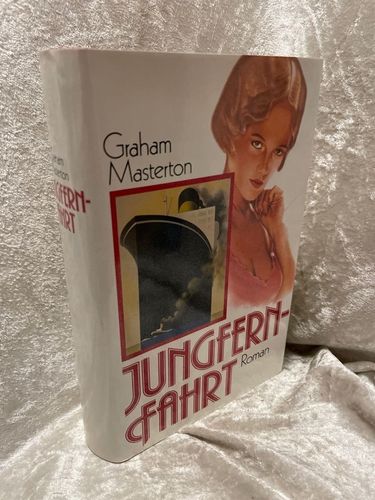 Graham
Masterton
JUNGFERN-
FAHRT
Roman